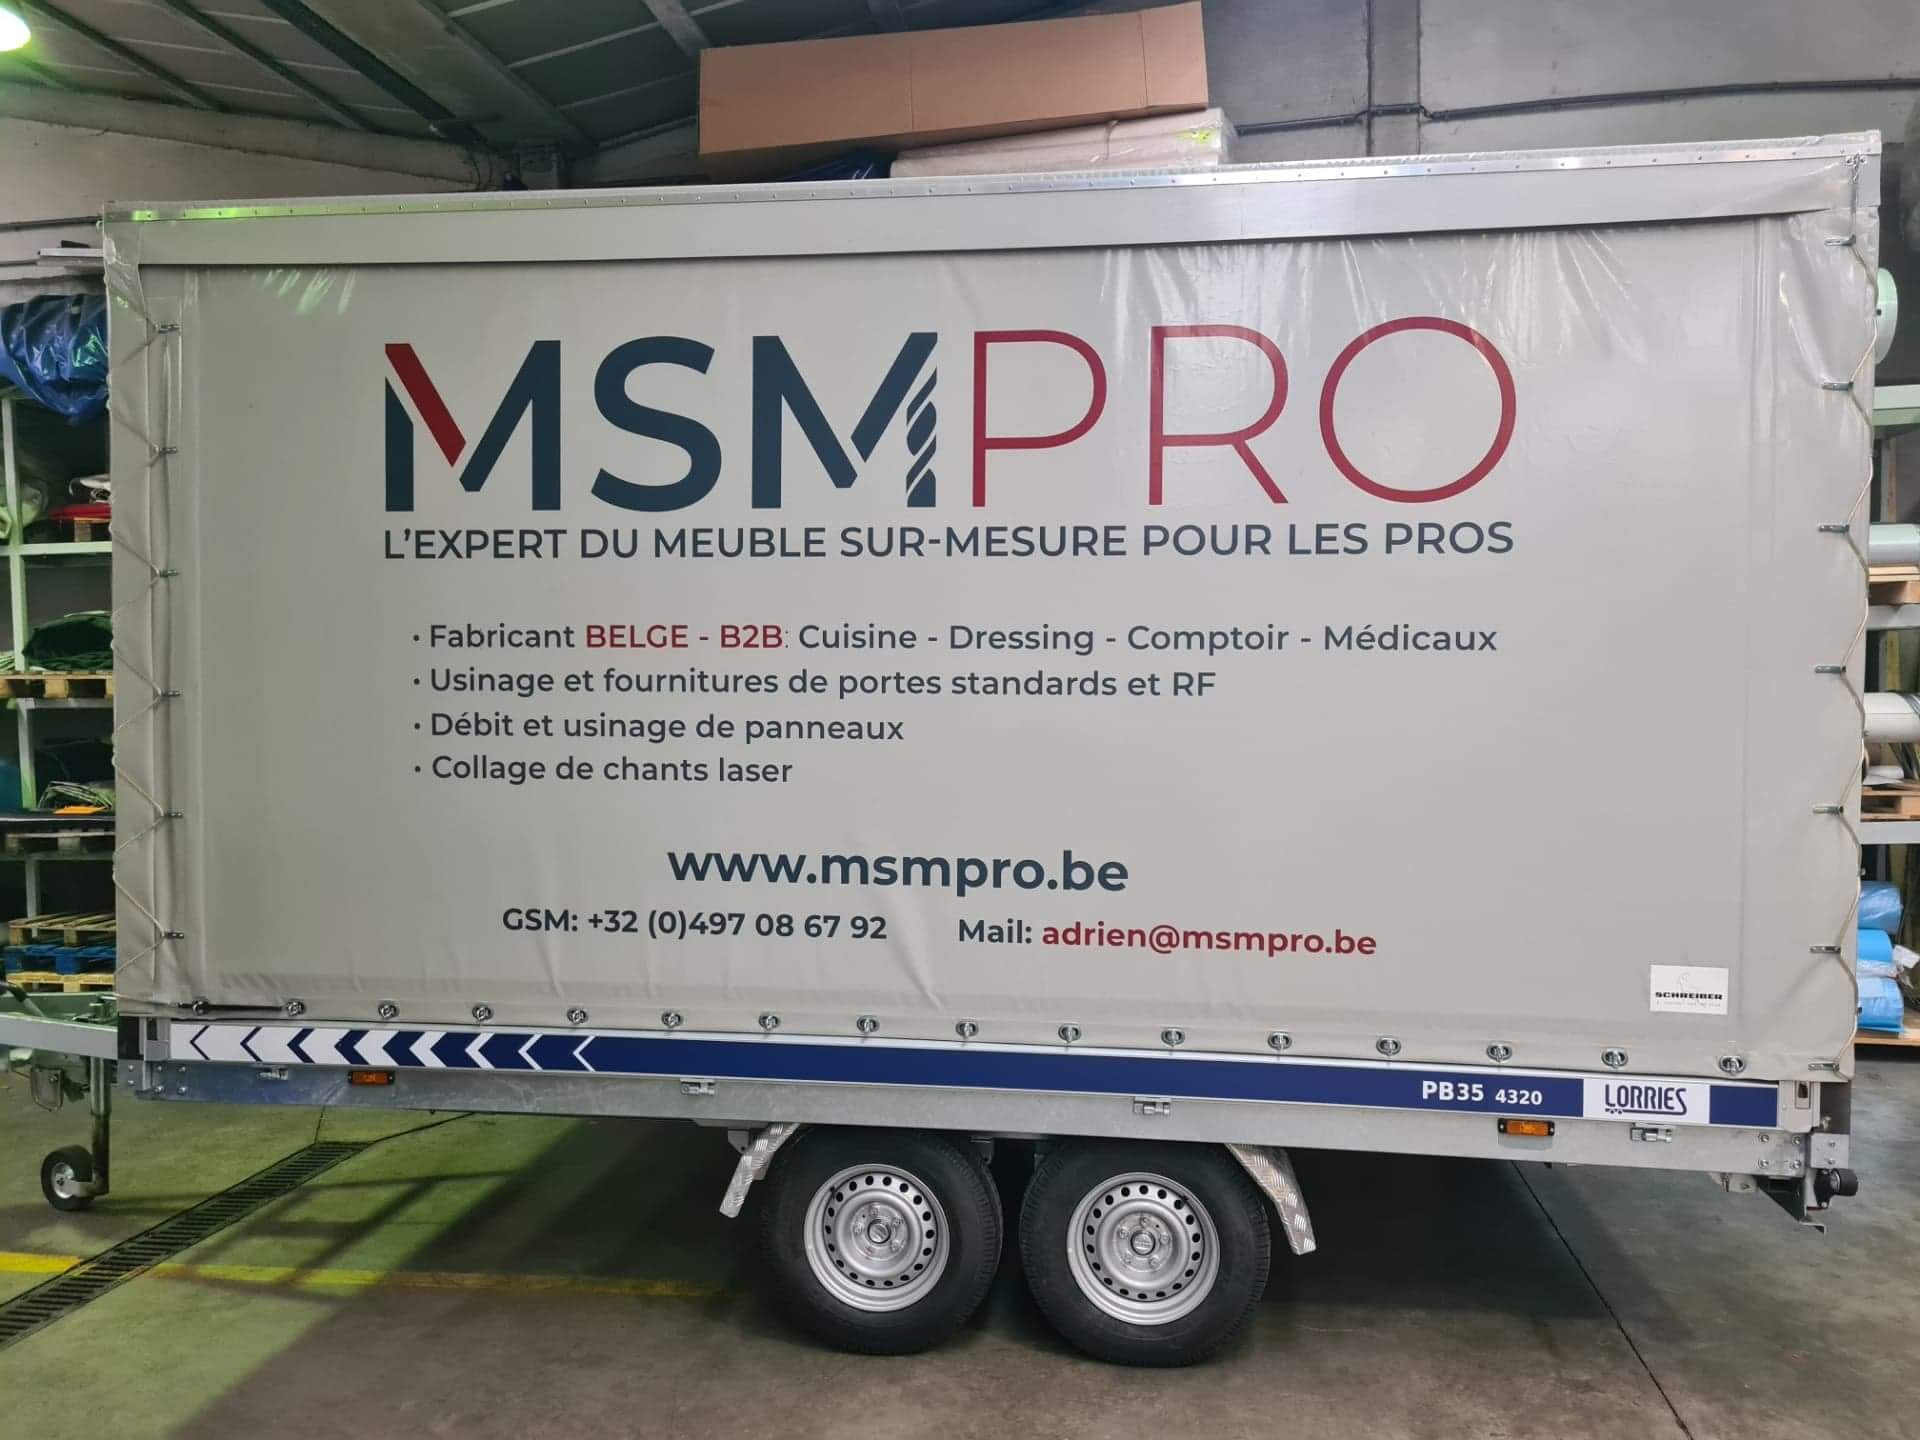 MSMPRO
L'EXPERT DU MEUBLE SUR-MESURE POUR LES PROS
• Fabricant BELGE - B2B: Cuisine - Dressing - Comptoir - Médicaux
• Usinage et fournitures de portes standards et RF
• Débit et usinage de panneaux
• Collage de chants laser
www.msmpro.be
GSM: +32 (0)497 08 67 92 Mail: adrien@msmpro.be
SCHREIBER
PB35 4320 LORRIES